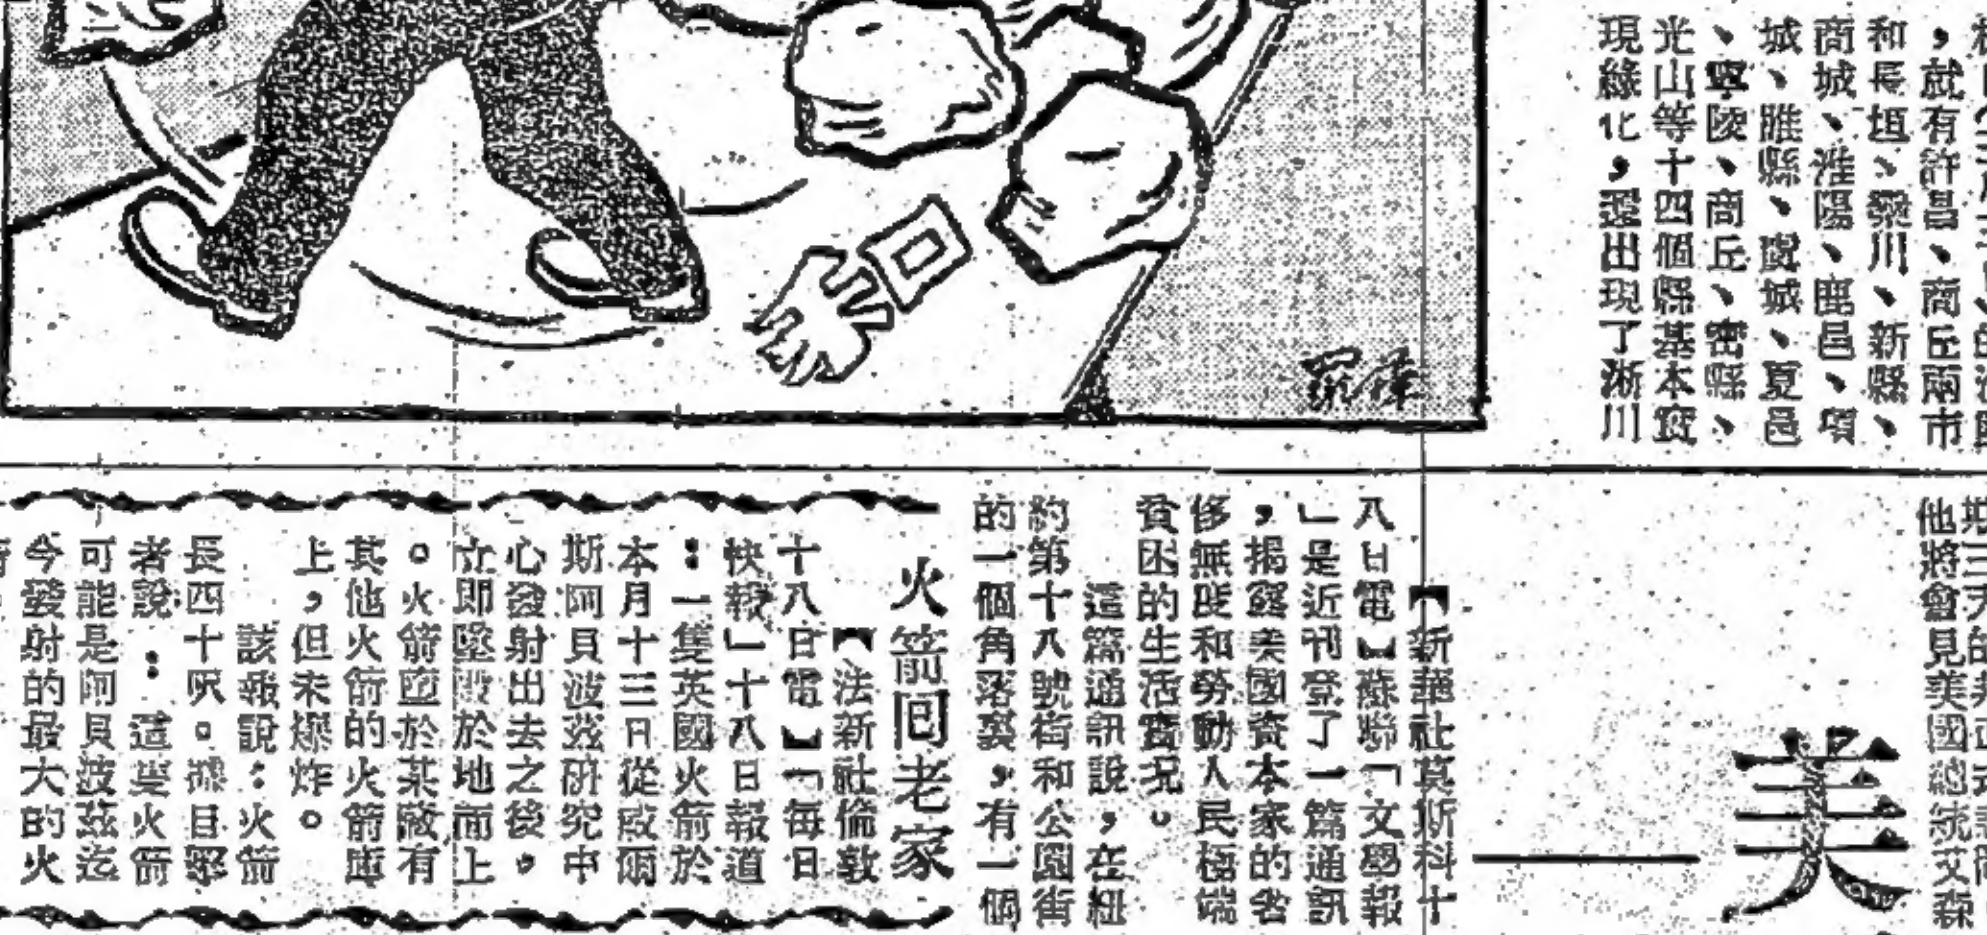 ，就有許昌、商丘兩市
和長垣、欒川、新縣、
商城、淮陽、鹿邑、項
城、睢縣、虞城、夏邑
、寧陵、商丘、密縣、
光山等十四個縣基本實
現綠化，還出現了淅川
他將會見美國總統艾森
美
【新華社莫斯科十
八日電】蘇聯「文學報
」是近刊登了一篇通訊
，揭露美國資本家的奢
侈無度和勞動人民極端
貧困的生活實況。
這篇通訊說，在紐
約第十八號街和公園街
的一個角落裏，有一個
火箭回老家
【法新社倫敦
十八日電】「每日
快報」十八日報道
：一隻英國火箭於
本月十三日從威爾
斯阿貝波茲研究中
心發射出去之後，
立即墜毀於地面上
。火箭墮於某廠有
其他火箭的火箭庫
上，但未爆炸。
該報說：火箭
長四十呎。據目擊
者說：這隻火箭
可能是阿貝波茲迄
今發射的最大的火